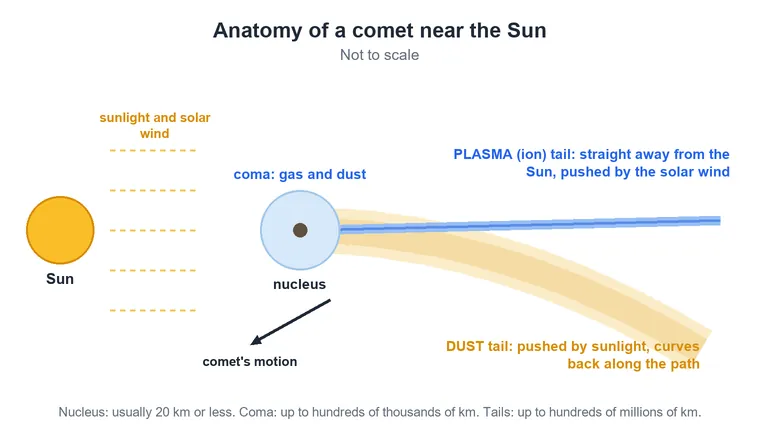 Anatomy of a comet near the Sun
Not to scale
sunlight and solar
wind
coma: gas and dust
PLASMA (ion) tail: straight away from the
Sun, pushed by the solar wind
Sun
nucleus
comet's motion
DUST tail: pushed by sunlight, curves
back along the path
Nucleus: usually 20 km or less. Coma: up to hundreds of thousands of km. Tails: up to hundreds of millions of km.